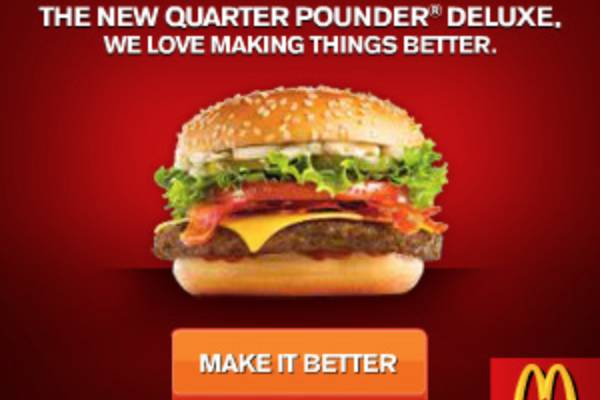 THE NEW QUARTER POUNDER® DELUXE.
WE LOVE MAKING THINGS BETTER.
MAKE IT BETTER